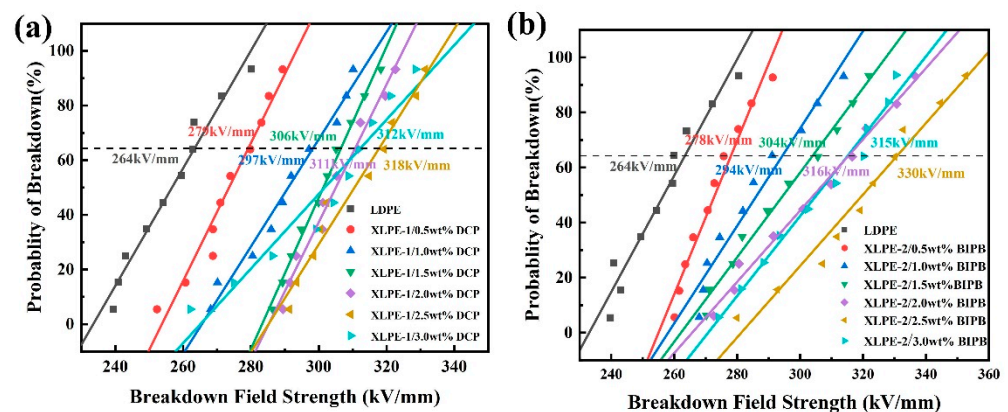 (a)
Probablity of Breakdown(%)
100
80
60
40
20
0
279kV/mm
306kV/mm
312kV/mm
264kV/mm
297kV/mm
311kV/mm
318kV/mm
LDPE
XLPE-1/0.5wt% DCP
XLPE-1/1.0wt% DCP
XLPE-1/1.5wt% DCP
XLPE-1/2.0wt% DCP
XLPE-1/2.5wt% DCP
XLPE-1/3.0wt% DCP
240 260 280 300 320 340
Breakdown Field Strength (kV/mm)
(b)
Probablity of Breakdown(%)
100
80
60
40
20
0
278kV/mm
304kV/mm
315kV/mm
264kV/mm
294kV/mm
316kV/mm
330kV/mm
LDPE
XLPE-2/0.5wt% BIPB
XLPE-2/1.0wt% BIPB
XLPE-2/1.5wt%BIPB
XLPE-2/2.0wt% BIPB
XLPE-2/2.5wt% BIPB
XLPE-2/3.0wt% BIPB
240 260 280 300 320 340 360
Breakdown Field Strength (kV/mm)